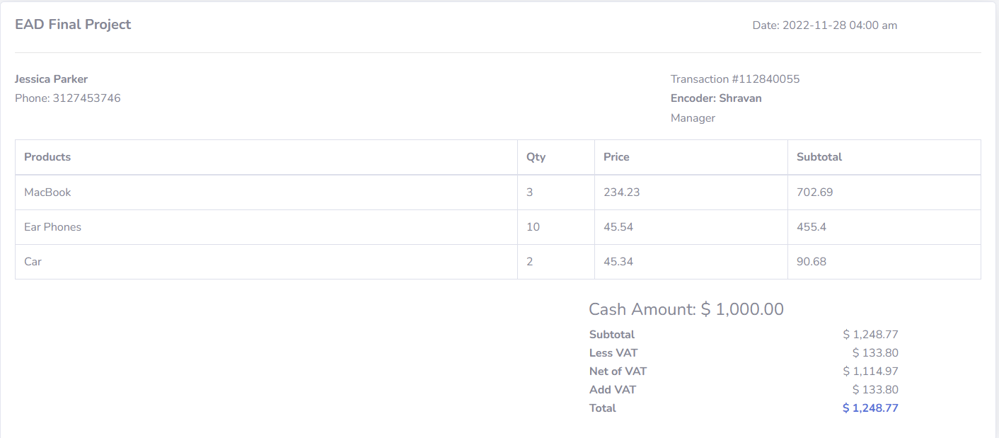 EAD Final Project
Date: 2022-11-28 04:00 am
Jessica Parker
Phone: 3127453746
Transaction #112840055
Encoder: Shravan
Manager
Products Qty Price Subtotal
MacBook 3 234.23 702.69
Ear Phones 10 45.54 455.4
Car 2 45.34 90.68
Cash Amount: $ 1,000.00
Subtotal $ 1,248.77
Less VAT $ 133.80
Net of VAT $ 1,114.97
Add VAT $ 133.80
Total $ 1,248.77